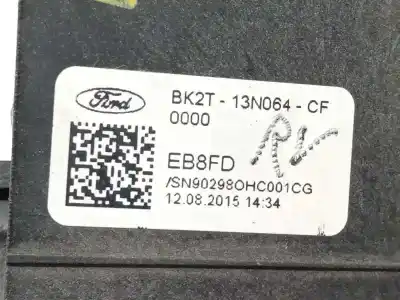 Ford
BK2T - 13N064 - CF
0000
EB8FD
/SN90298OHC001CG
12.08.2015 14:34